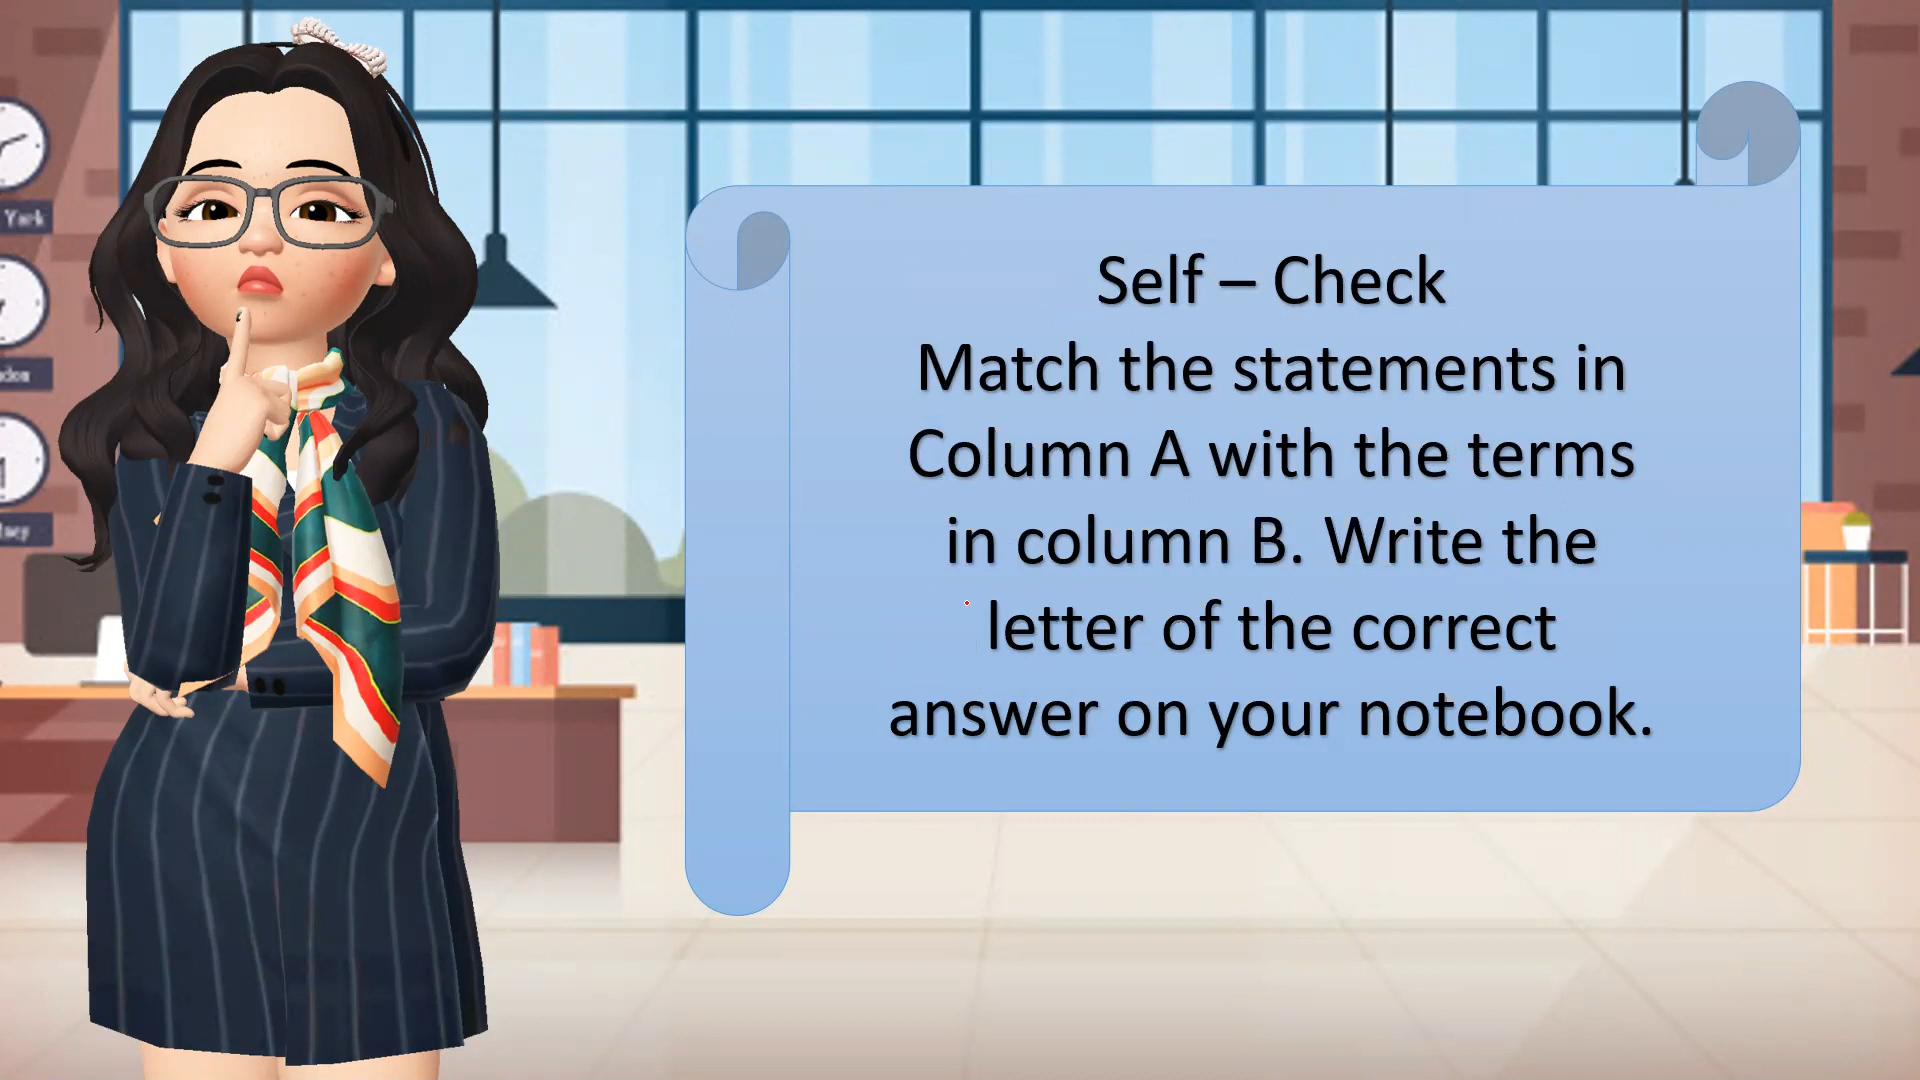 York
Self – Check
Match the statements in
Column A with the terms
in column B. Write the
letter of the correct
answer on your notebook.